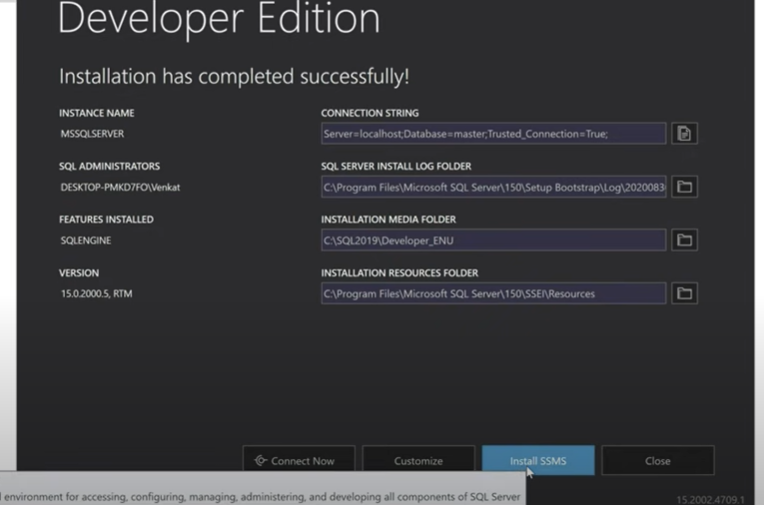 Developer Edition
Installation has completed successfully!
INSTANCE NAME
MSSQLSERVER
CONNECTION STRING
Server=localhost;Database=master;Trusted_Connection=True;
SQL ADMINISTRATORS
DESKTOP-PMKD7FO\Venkat
SQL SERVER INSTALL LOG FOLDER
C:\Program Files\Microsoft SQL Server\150\Setup Bootstrap\Log\2020083
FEATURES INSTALLED
SQLENGINE
INSTALLATION MEDIA FOLDER
C:\SQL2019\Developer_ENU
VERSION
15.0.2000.5, RTM
INSTALLATION RESOURCES FOLDER
C:\Program Files\Microsoft SQL Server\150\SSEI\Resources
Connect Now Customize Install SSMS Close
environment for accessing, configuring, managing, administering, and developing all components of SQL Server
15.2002.4709.1